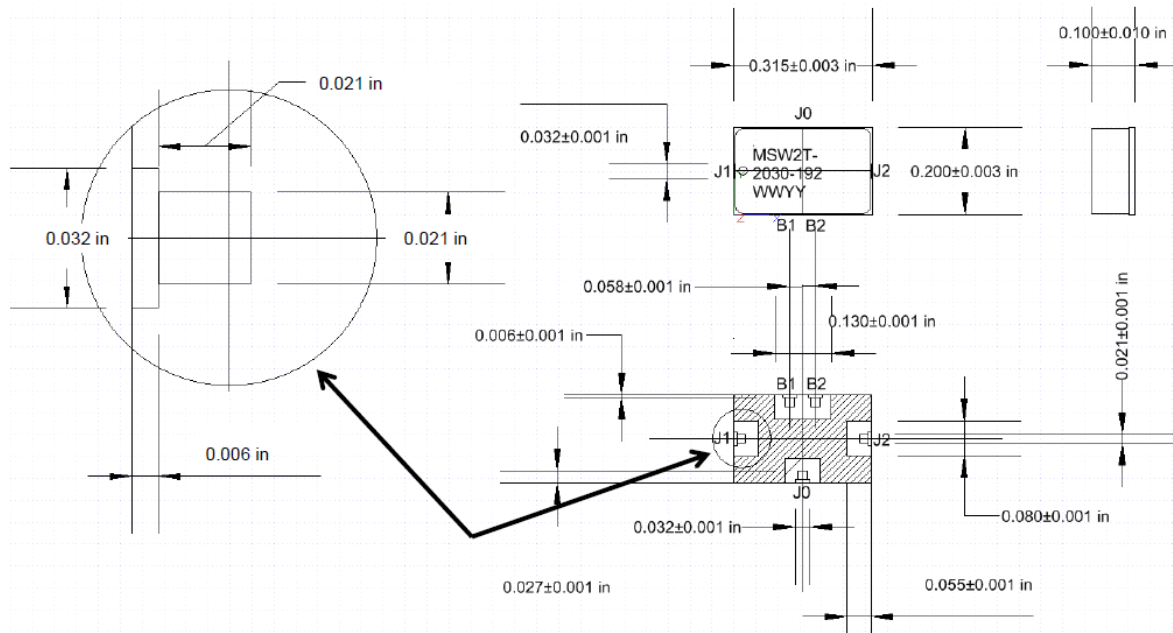 0.021 in
0.032 in
0.021 in
0.006 in
0.315±0.003 in
0.100±0.010 in
J0
0.032±0.001 in
MSW2T-
J1
2030-192
J2
WWYY
0.200±0.003 in
Z
X
B1 B2
0.058±0.001 in
0.130±0.001 in
0.006±0.001 in
0.021±0.001 in
B1 B2
J1
J2
J0
0.032±0.001 in
0.080±0.001 in
0.027±0.001 in
0.055±0.001 in